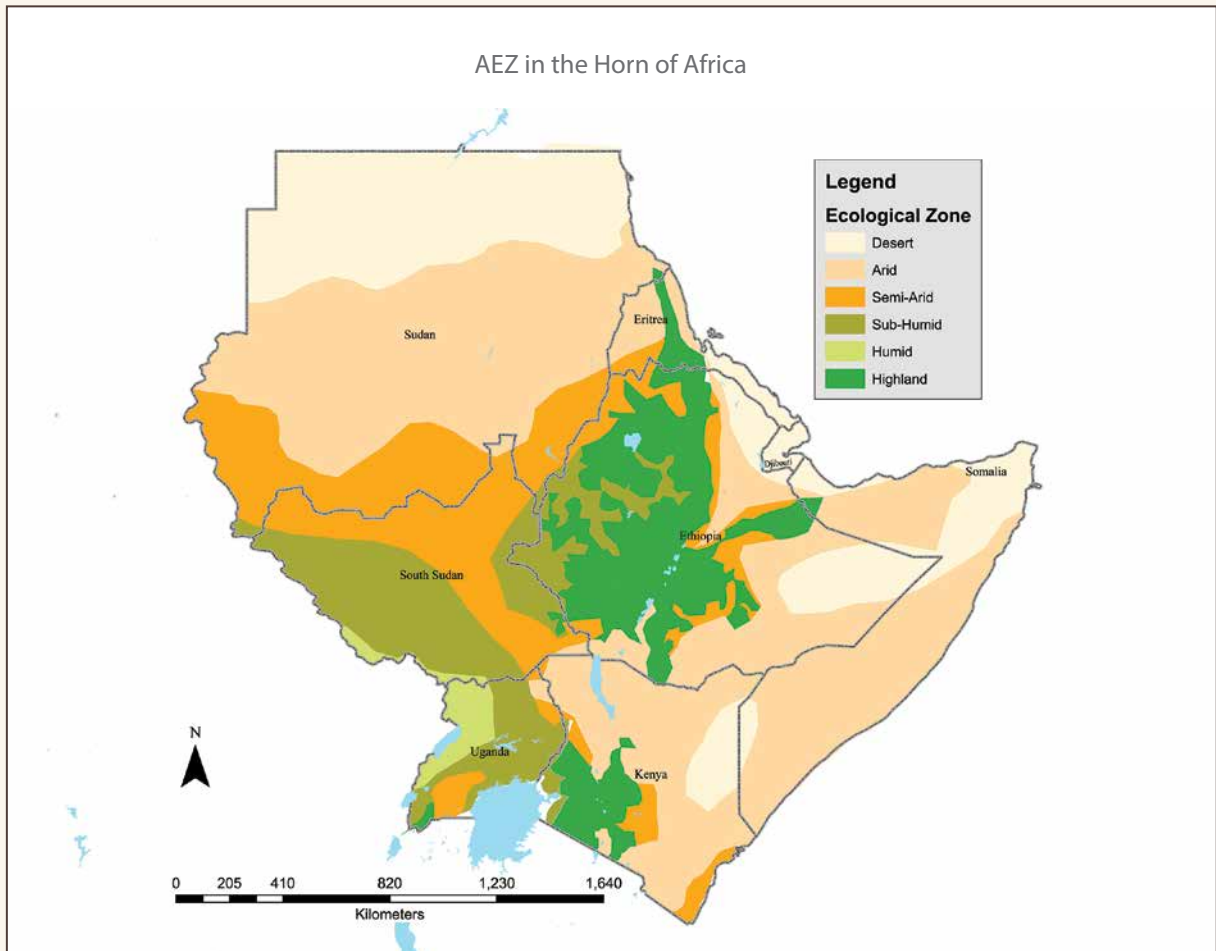 AEZ in the Horn of Africa
Legend
Ecological Zone
Desert
Arid
Semi-Arid
Sub-Humid
Humid
Highland
Sudan
Eritrea
Djibouti
Somalia
Ethiopia
South Sudan
Uganda
Kenya
N
0 205 410 820 1,230 1,640
Kilometers